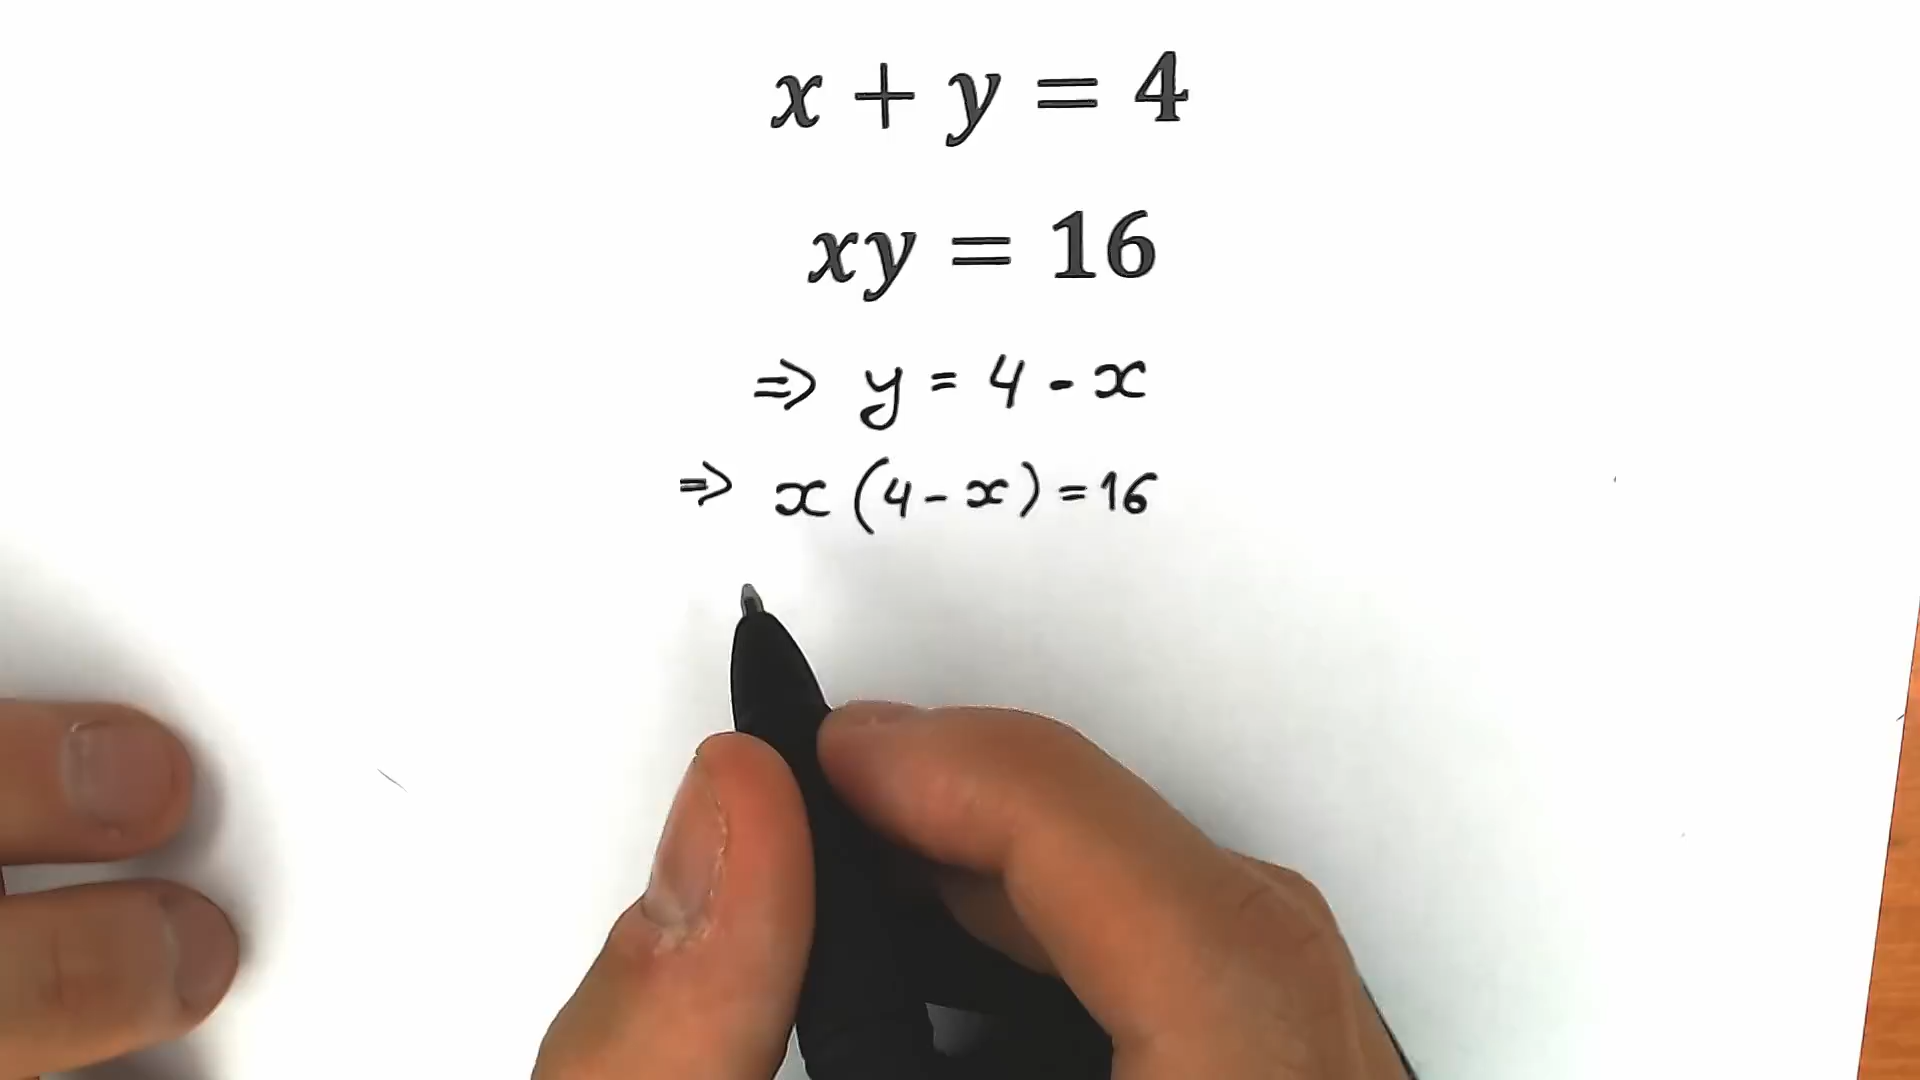 x + y = 4
xy = 16
⇒ y = 4 - x
⇒ x (4 - x) = 16